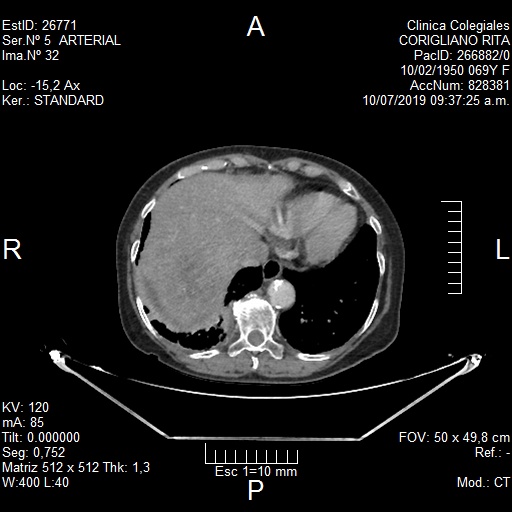 EstID: 26771
Ser.Nº 5 ARTERIAL
Ima.Nº 32
Loc: -15,2 Ax
Ker.: STANDARD
A
Clinica Colegiales
CORIGLIANO RITA
PacID: 266882/0
10/02/1950 069Y F
AccNum: 828381
10/07/2019 09:37:25 a.m.
R
L
KV: 120
mA: 85
Tilt: 0.000000
Seg: 0,752
Matriz 512 x 512 Thk: 1,3
W:400 L:40
Esc 1=10 mm
P
FOV: 50 x 49,8 cm
Ref.: -
Mod.: CT